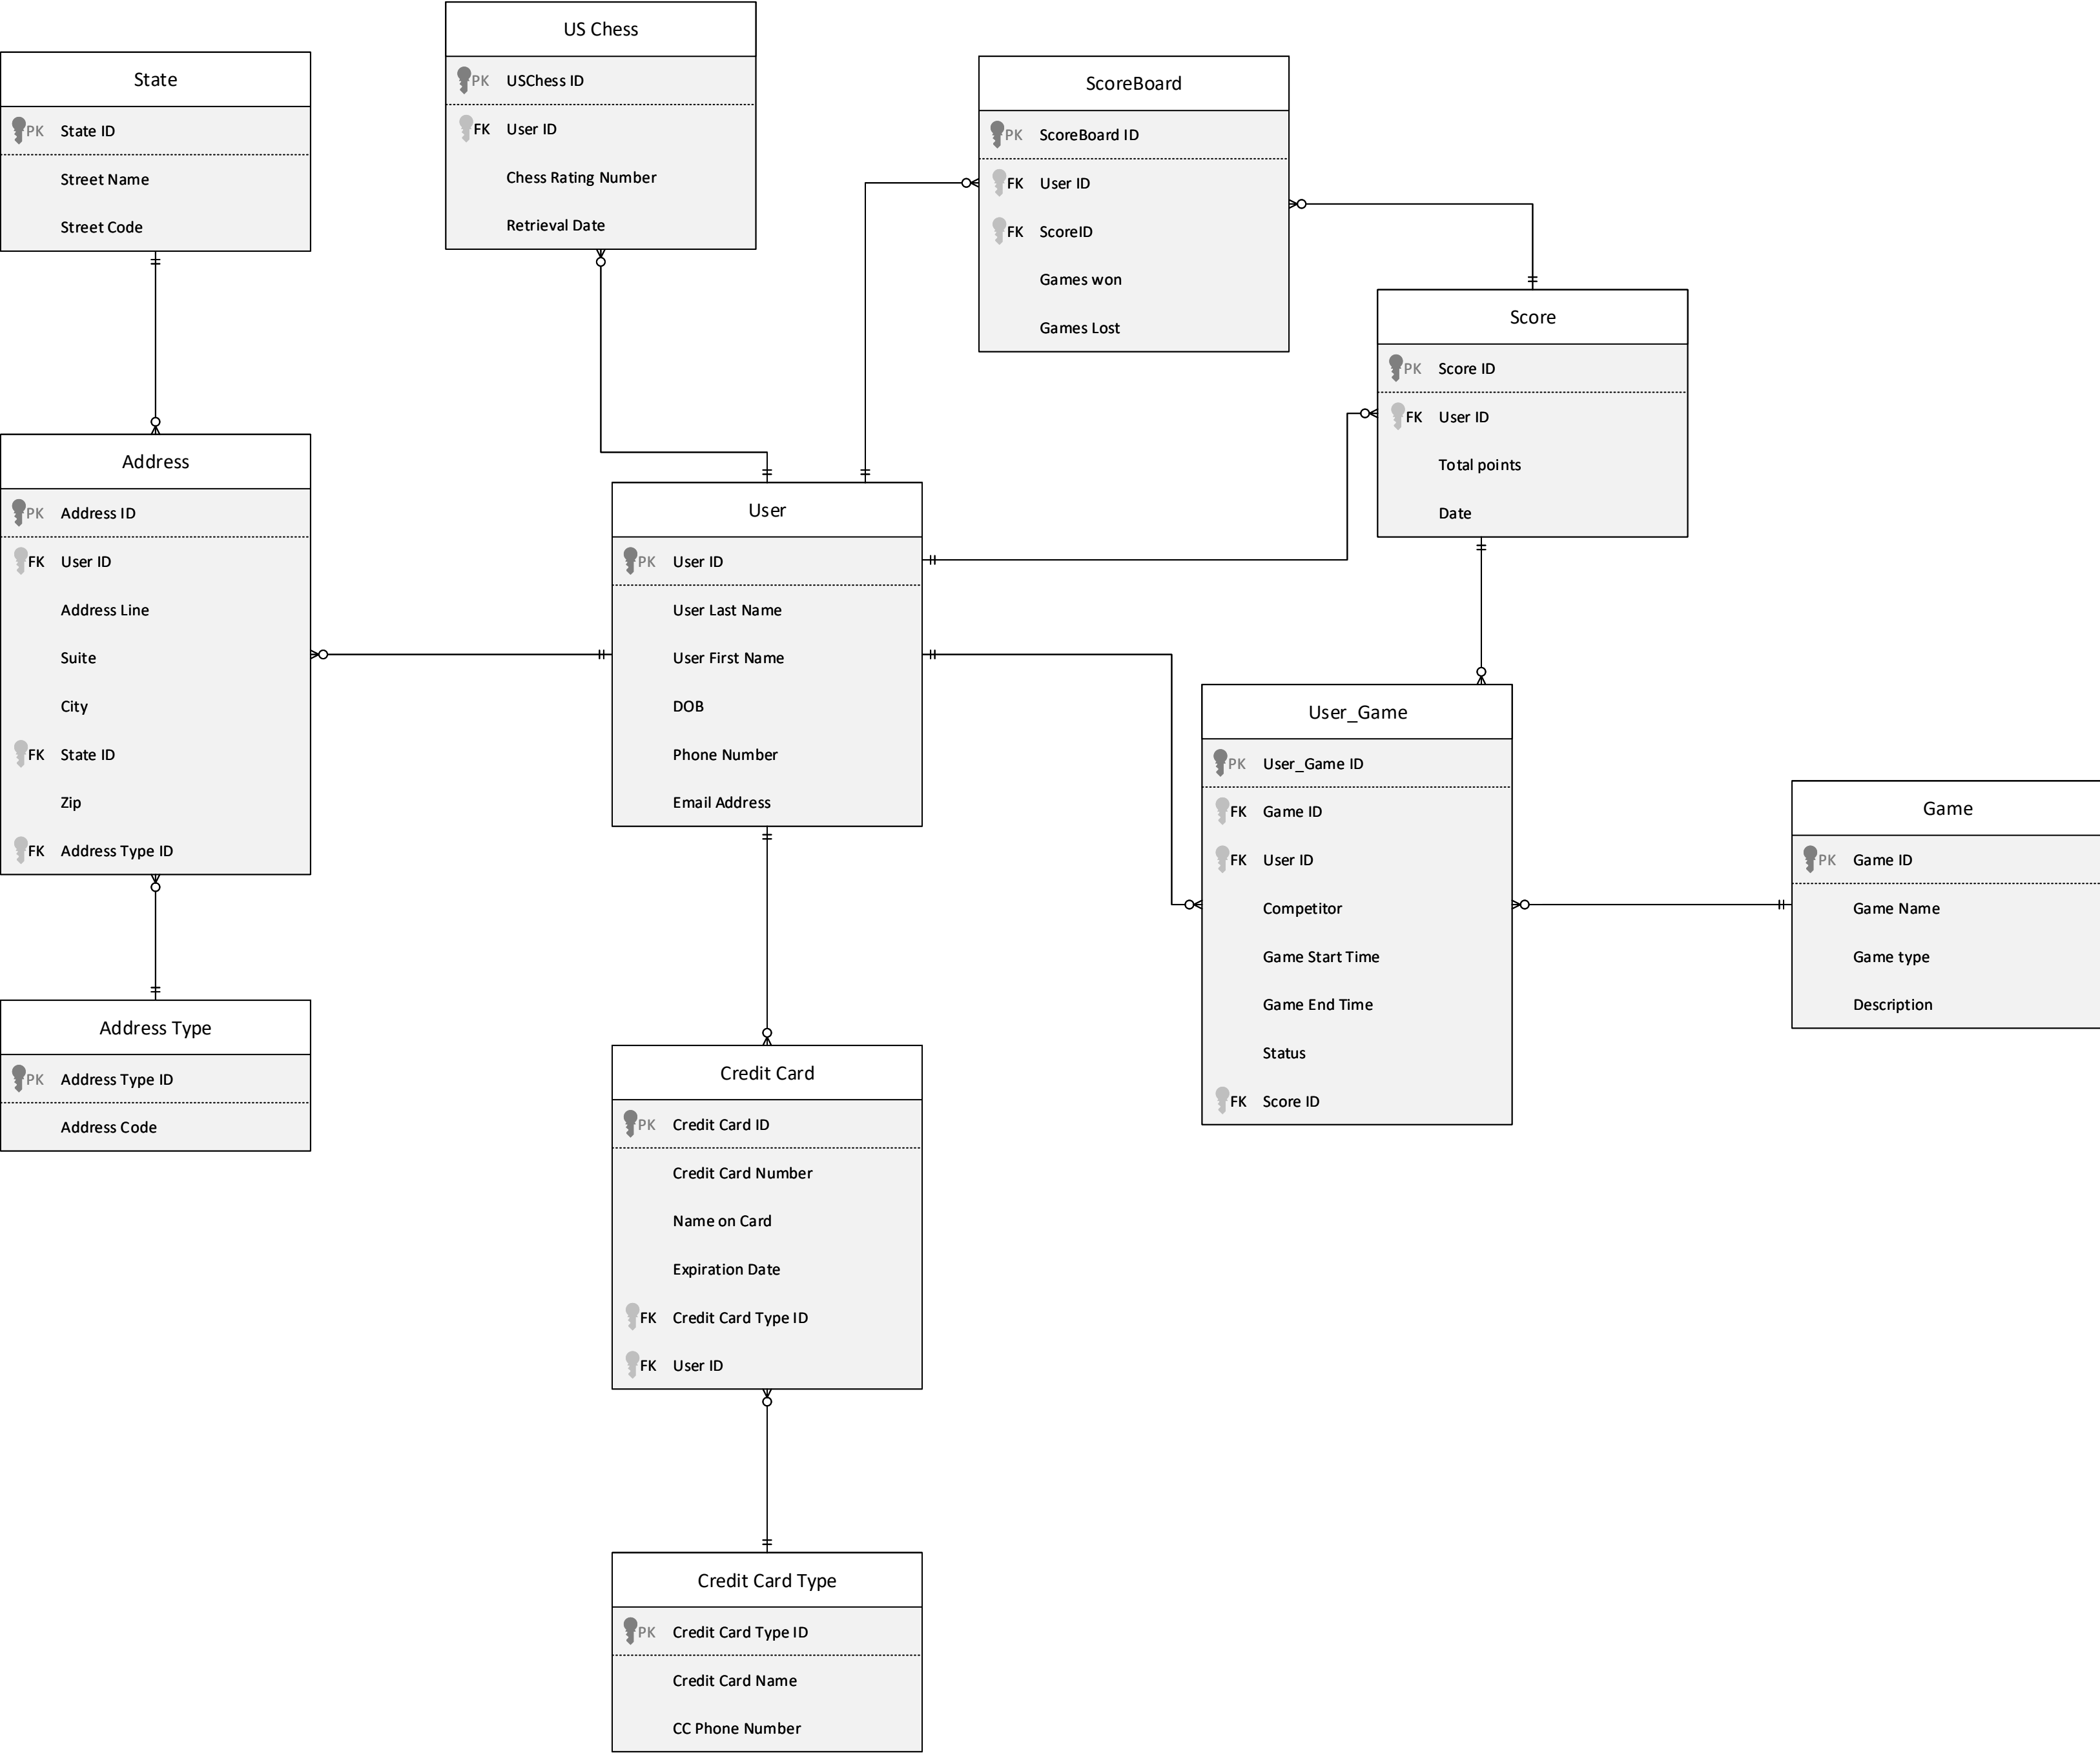 US Chess
PK USChess ID
FK User ID
Chess Rating Number
Retrieval Date
State
PK State ID
Street Name
Street Code
ScoreBoard
PK ScoreBoard ID
FK User ID
FK ScoreID
Games won
Games Lost
Score
PK Score ID
FK User ID
Total points
Date
Address
PK Address ID
FK User ID
Address Line
Suite
City
FK State ID
Zip
FK Address Type ID
User
PK User ID
User Last Name
User First Name
DOB
Phone Number
Email Address
User_Game
PK User_Game ID
FK Game ID
FK User ID
Competitor
Game Start Time
Game End Time
Status
FK Score ID
Game
PK Game ID
Game Name
Game type
Description
Address Type
PK Address Type ID
Address Code
Credit Card
PK Credit Card ID
Credit Card Number
Name on Card
Expiration Date
FK Credit Card Type ID
FK User ID
Credit Card Type
PK Credit Card Type ID
Credit Card Name
CC Phone Number